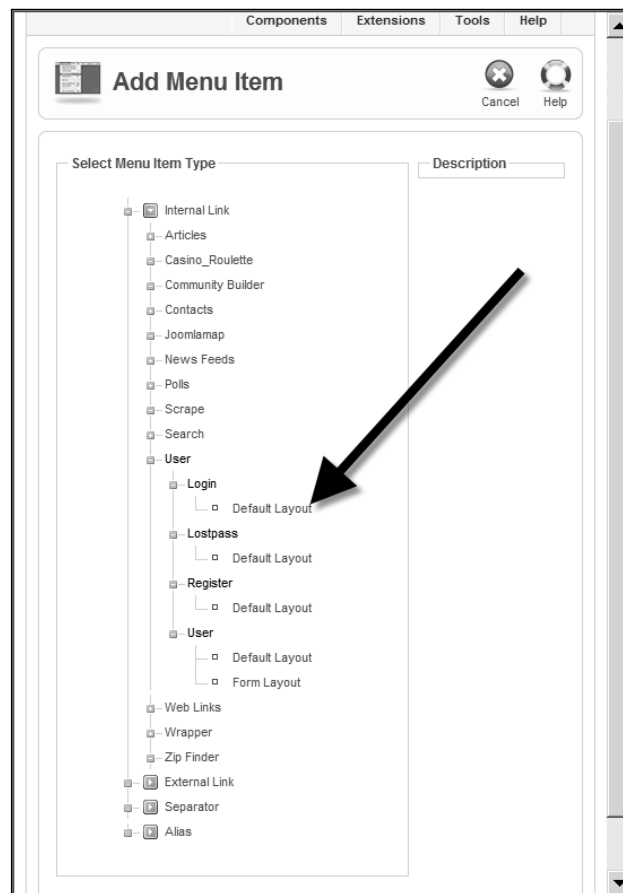 Components Extensions Tools Help
Add Menu Item
Cancel Help
Select Menu Item Type
Description
Internal Link
Articles
Casino_Roulette
Community Builder
Contacts
Joomlamap
News Feeds
Polls
Scrape
Search
User
Login
Default Layout
Lostpass
Default Layout
Register
Default Layout
User
Default Layout
Form Layout
Web Links
Wrapper
Zip Finder
External Link
Separator
Alias